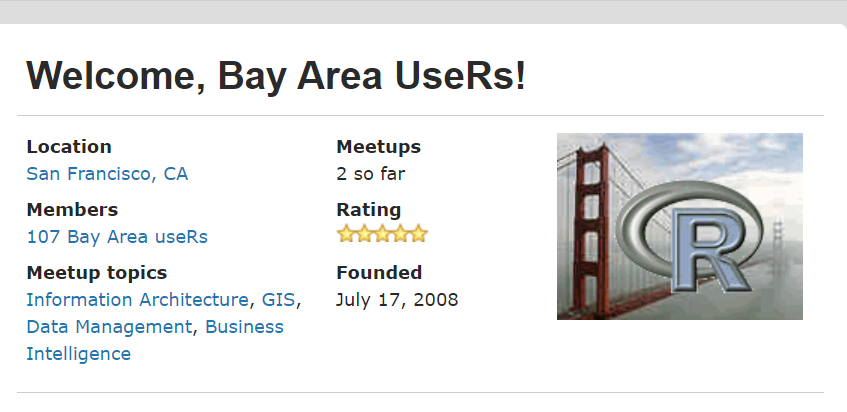 Welcome, Bay Area UseRs!
Location
San Francisco, CA
Members
107 Bay Area useRs
Meetup topics
Information Architecture, GIS,
Data Management, Business
Intelligence
Meetups
2 so far
Rating
Founded
July 17, 2008
R